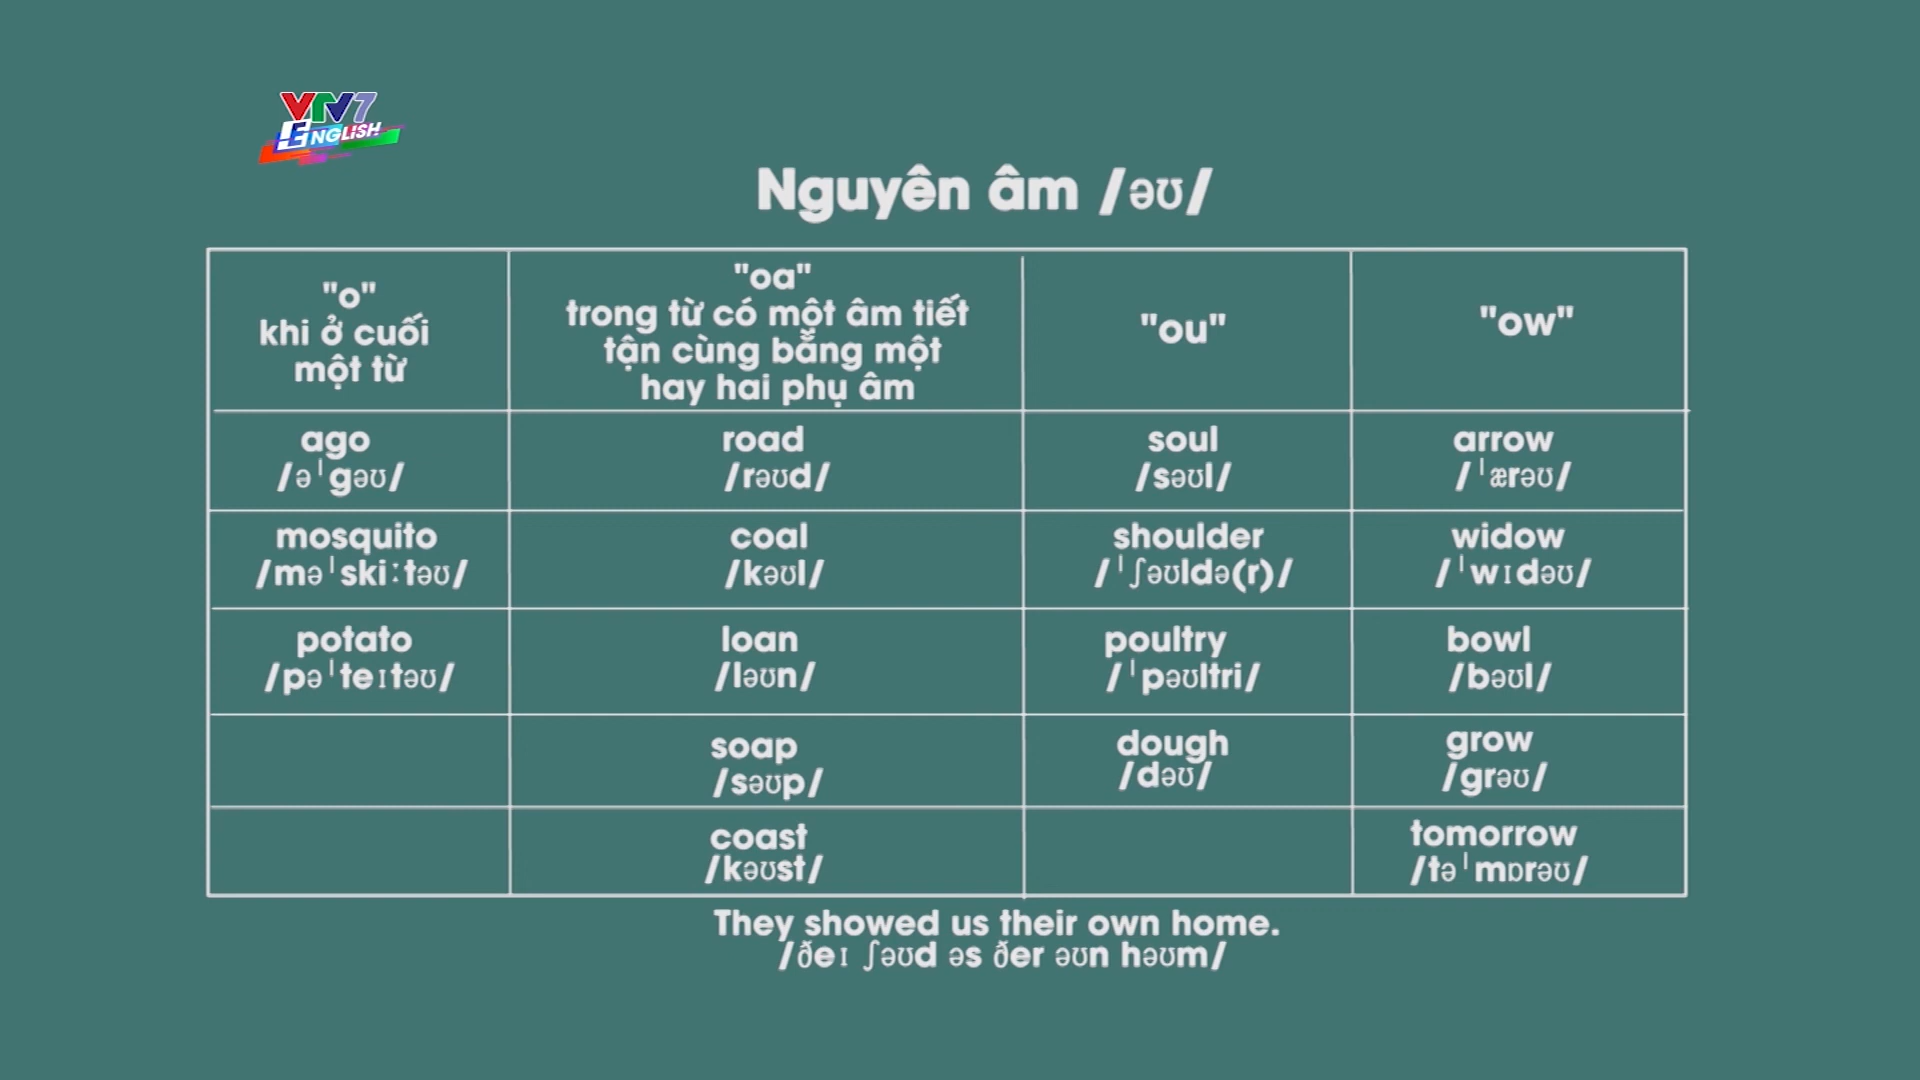 VTV7
ENGLISH
Nguyên âm /əʊ/
"o"
khi ở cuối
một từ
"oa"
trong từ có một âm tiết
tận cùng bằng một
hay hai phụ âm
"ou"
"ow"
ago
/əˈgəʊ/
road
/rəʊd/
soul
/səʊl/
arrow
/ˈærəʊ/
mosquito
/məˈskiːtəʊ/
coal
/kəʊl/
shoulder
/ˈʃəʊldə(r)/
widow
/ˈwɪdəʊ/
potato
/pəˈteɪtəʊ/
loan
/ləʊn/
poultry
/ˈpəʊltri/
bowl
/bəʊl/
soap
/səʊp/
dough
/dəʊ/
grow
/grəʊ/
coast
/kəʊst/
tomorrow
/təˈmɒrəʊ/
They showed us their own home.
/ðeɪ ʃəʊd əs ðer əʊn həʊm/